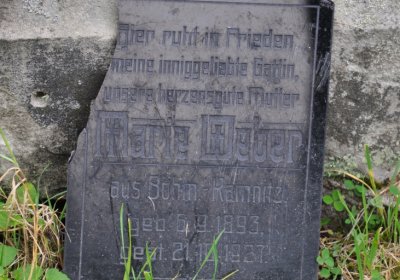 Hier ruht in Frieden
meine inniggeliebte Gattin,
unsere herzensgute Mutter
Marie Weber
aus Böhm. Kamnitz
geb. 6.9.1893,
gest. 21.